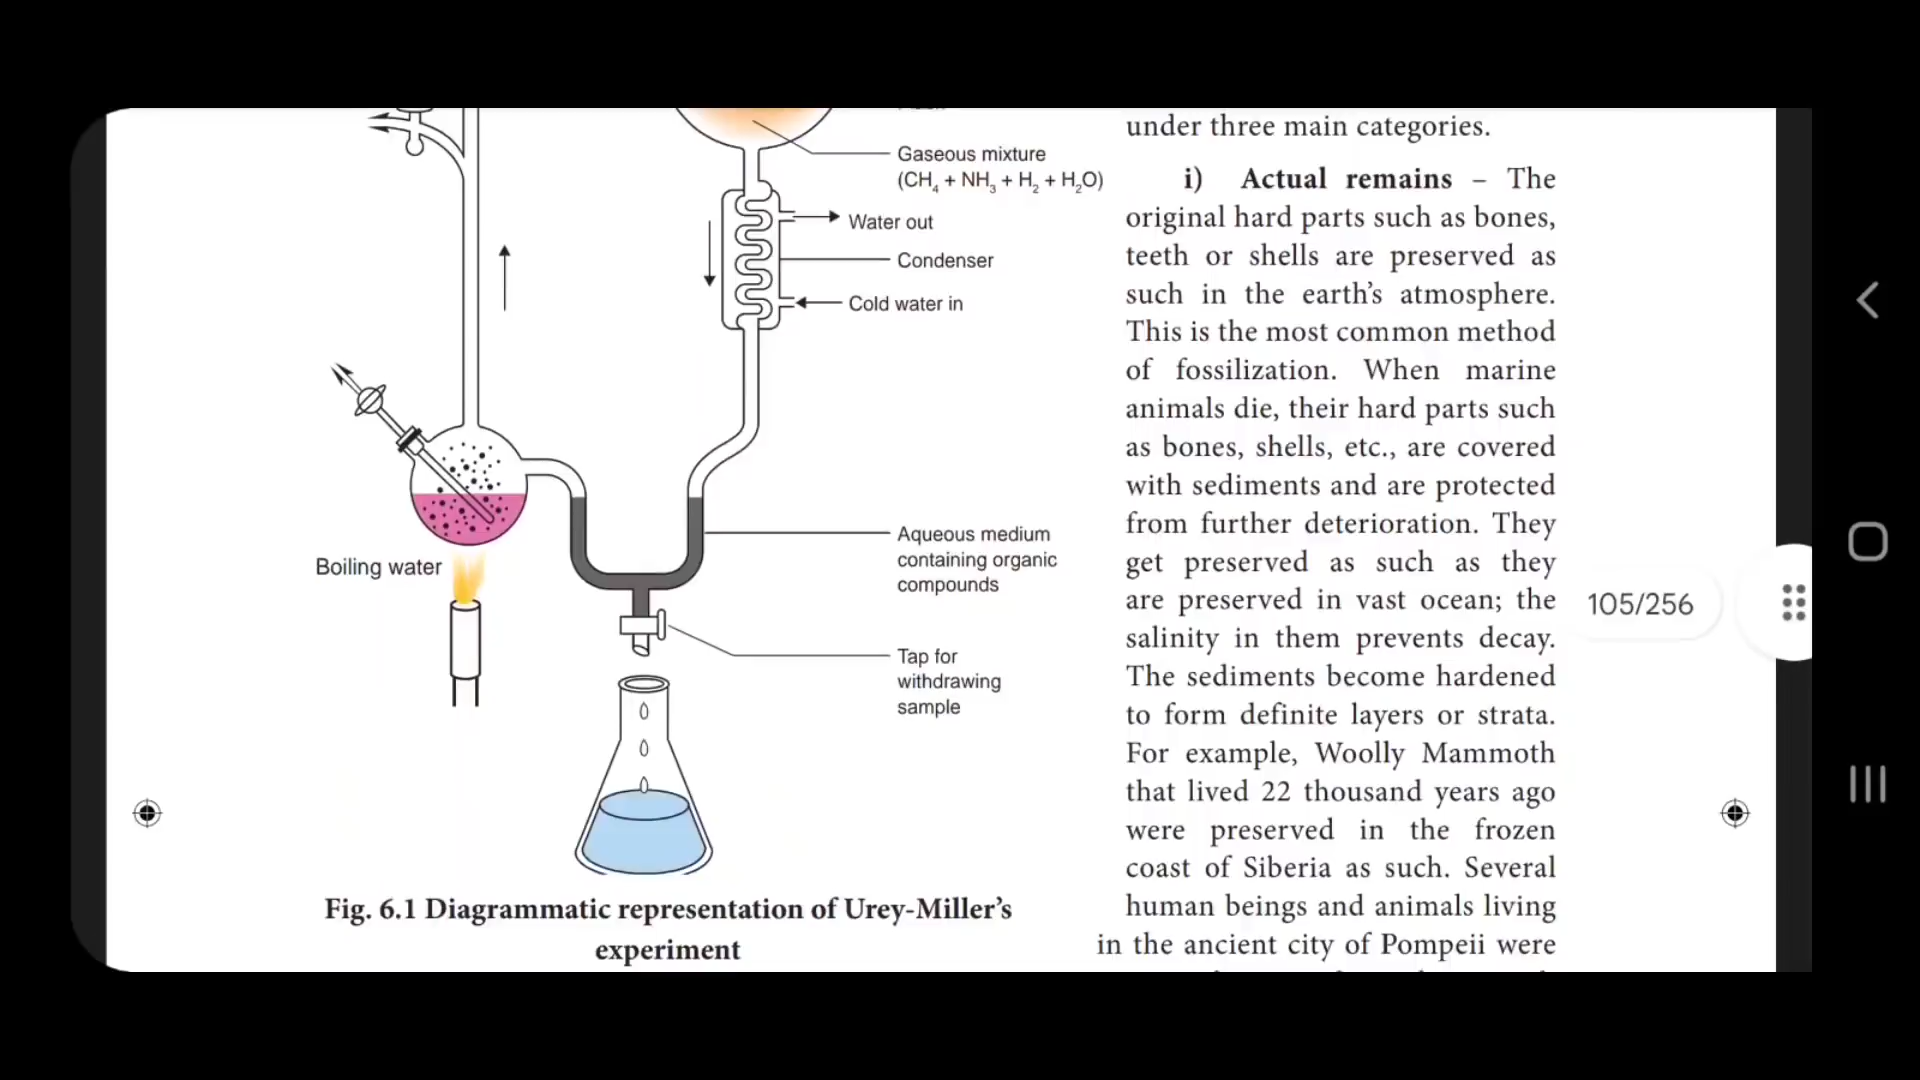 Gaseous mixture
(CH4 + NH3 + H2 + H2O)
Water out
Condenser
Cold water in
Boiling water
Aqueous medium
containing organic
compounds
Tap for
withdrawing
sample
Fig. 6.1 Diagrammatic representation of Urey-Miller’s
experiment
under three main categories.
i) Actual remains – The
original hard parts such as bones,
teeth or shells are preserved as
such in the earth’s atmosphere.
This is the most common method
of fossilization. When marine
animals die, their hard parts such
as bones, shells, etc., are covered
with sediments and are protected
from further deterioration. They
get preserved as such as they
are preserved in vast ocean; the
salinity in them prevents decay.
The sediments become hardened
to form definite layers or strata.
For example, Woolly Mammoth
that lived 22 thousand years ago
were preserved in the frozen
coast of Siberia as such. Several
human beings and animals living
in the ancient city of Pompeii were
105/256